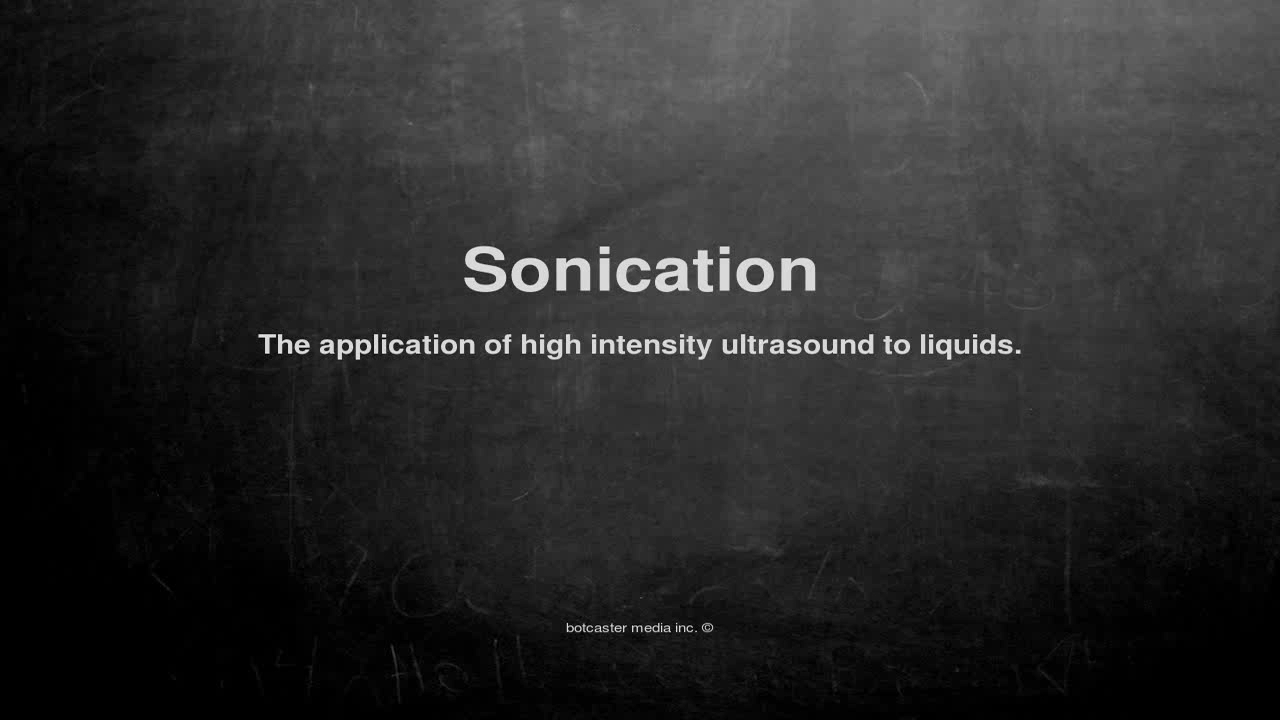 Sonication
The application of high intensity ultrasound to liquids.
botcaster media inc. ©